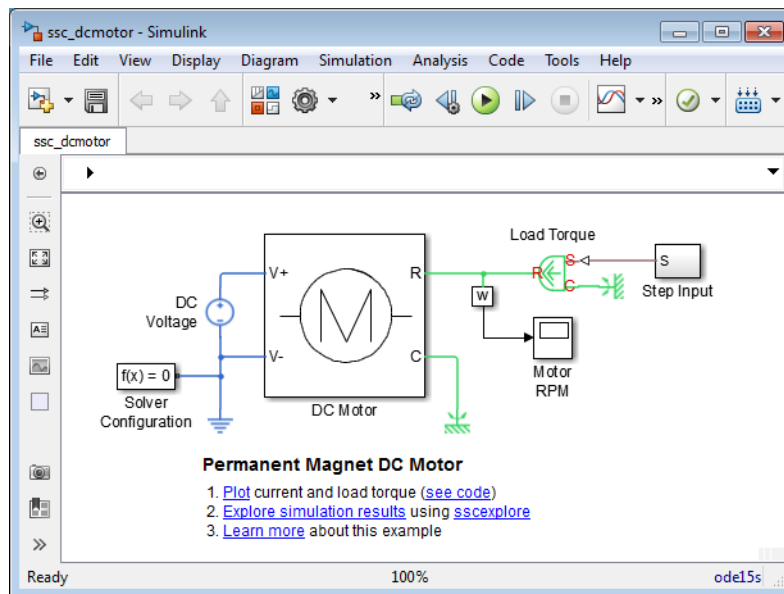 ssc_dcmotor - Simulink
File Edit View Display Diagram Simulation Analysis Code Tools Help
» »
ssc_dcmotor
Load Torque
V+ R R S S
C
DC
Voltage
Step Input
w
V- C
f(x) = 0
Solver
Configuration
Motor
RPM
DC Motor
Permanent Magnet DC Motor
1. Plot current and load torque (see code)
2. Explore simulation results using sscexplore
3. Learn more about this example
Ready 100% ode15s